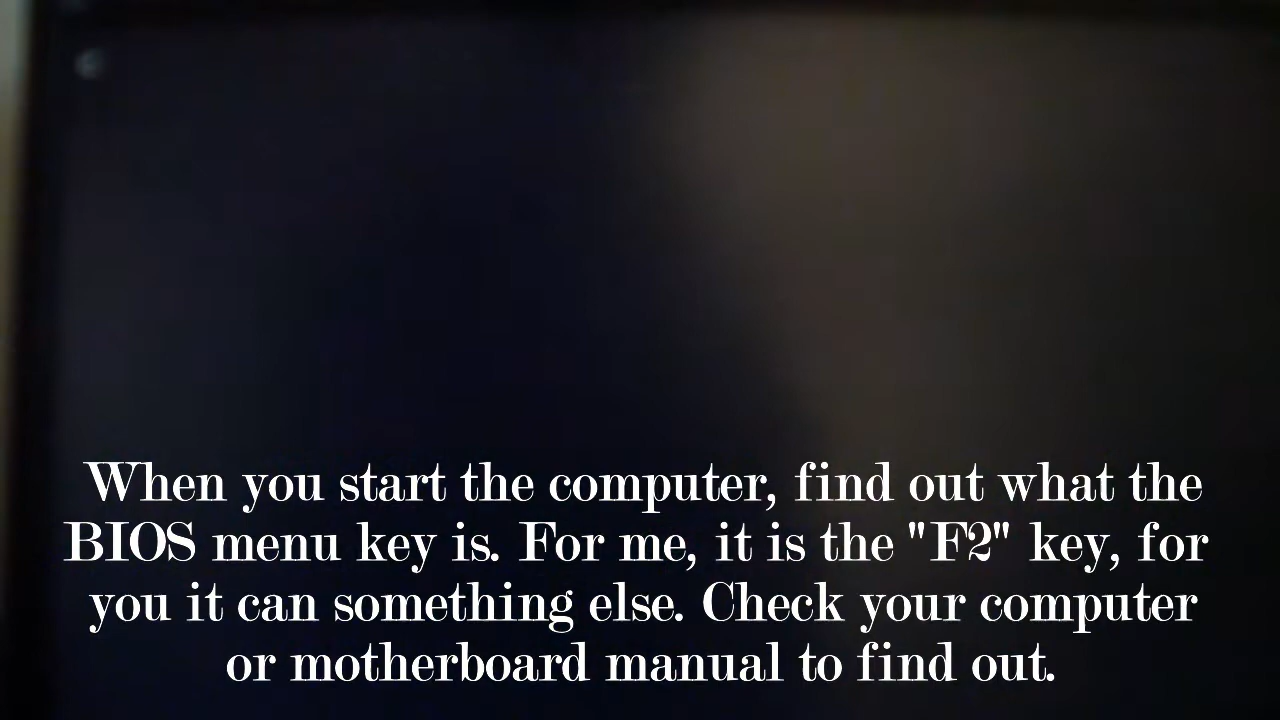 When you start the computer, find out what the
BIOS menu key is. For me, it is the "F2" key, for
you it can something else. Check your computer
or motherboard manual to find out.